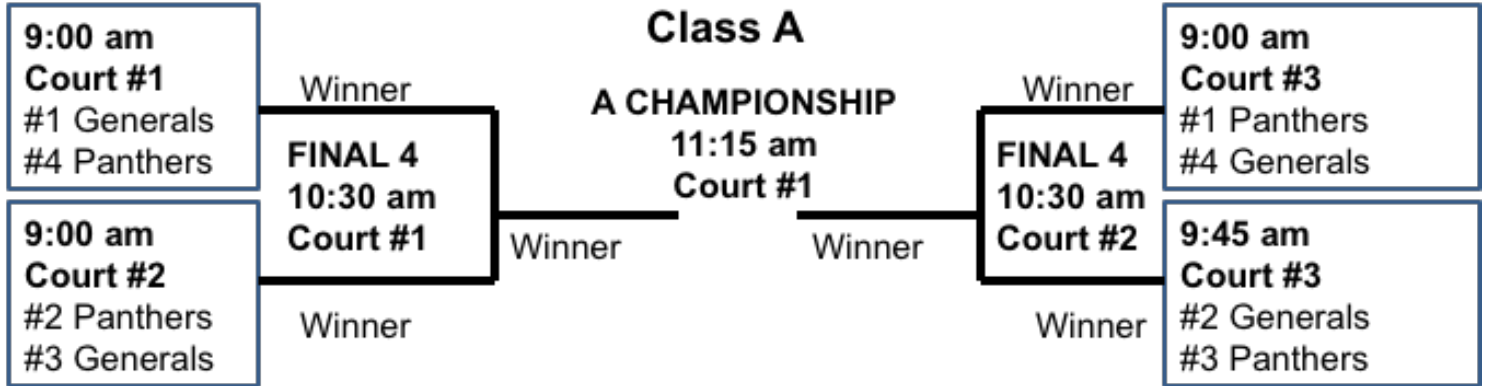 Class A
9:00 am
Court #1
#1 Generals
#4 Panthers
Winner
FINAL 4
10:30 am
Court #1
9:00 am
Court #2
#2 Panthers
#3 Generals
Winner
Winner
A CHAMPIONSHIP
11:15 am
Court #1
Winner
Winner
FINAL 4
10:30 am
Court #2
Winner
9:00 am
Court #3
#1 Panthers
#4 Generals
9:45 am
Court #3
#2 Generals
#3 Panthers